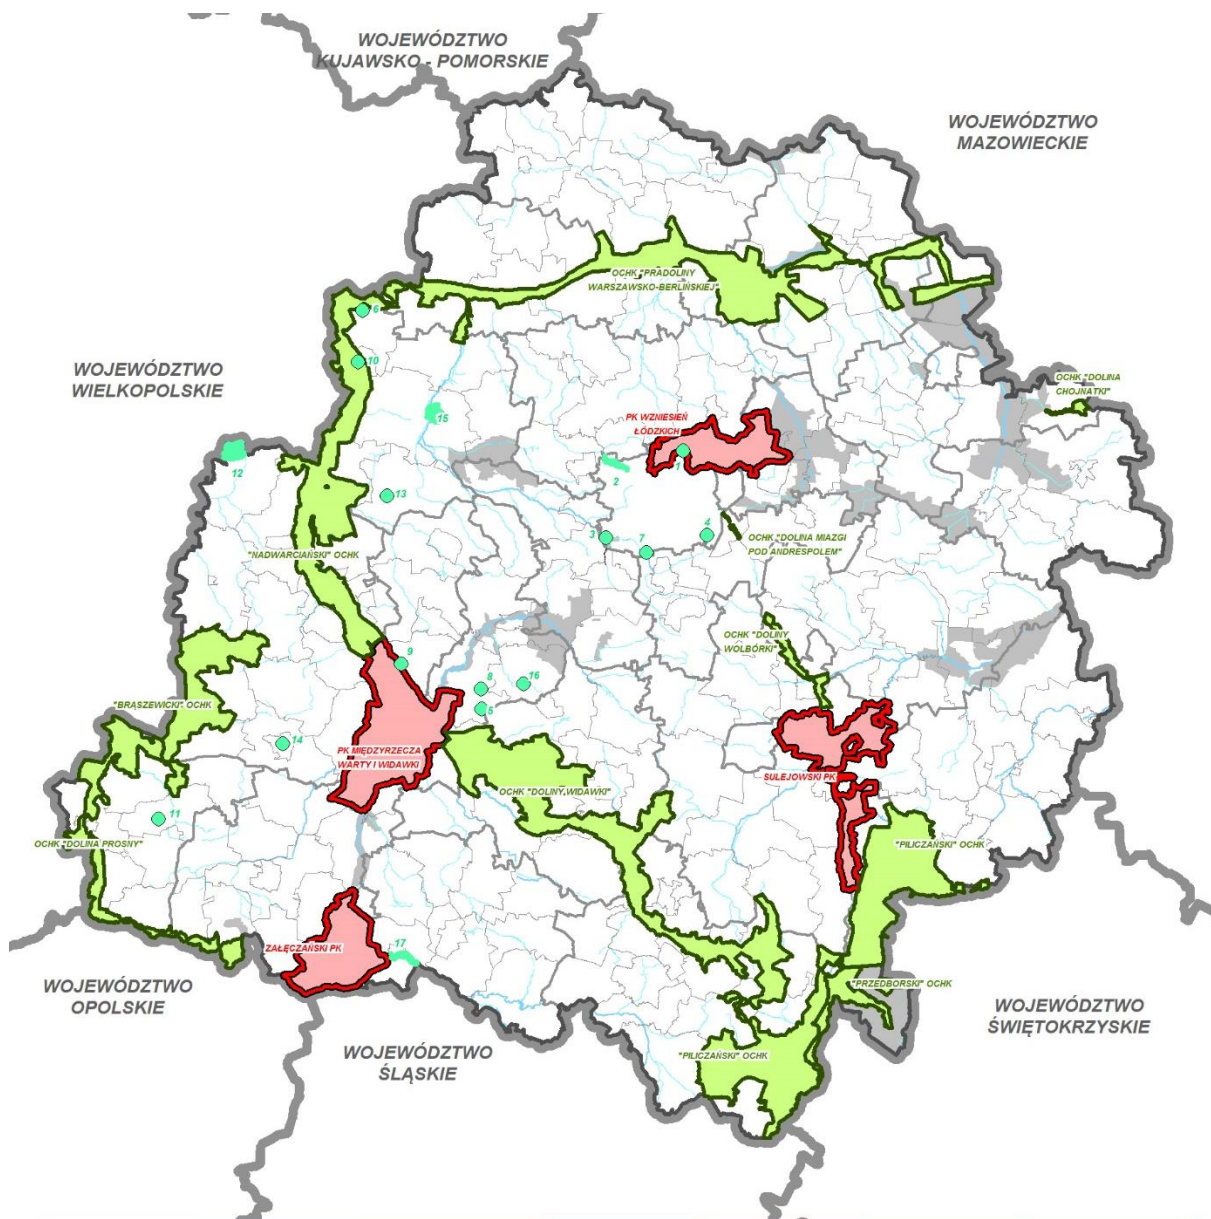 WOJEWÓDZTWO
KUJAWSKO - POMORSKIE
WOJEWÓDZTWO
MAZOWIECKIE
OCHK "PRADOLINY
WARSZAWSKO-BERLIŃSKIEJ"
6
WOJEWÓDZTWO
WIELKOPOLSKIE
10
OCHK "DOLINA
CHOJNATKI"
15
PK WZNIESIEŃ
ŁÓDZKICH
1
12
2
13
3
4
7
OCHK "DOLINA MIAZGI
POD ANDRESPOLEM"
"NADWARCIAŃSKI" OCHK
OCHK "DOLINY
WOLBÓRKI"
9
8
16
5
"BRĄSZEWICKI" OCHK
14
PK MIĘDZYRZECZA
WARTY I WIDAWKI
SULEJOWSKI PK
OCHK "DOLINY WIDAWKI"
11
OCHK "DOLINA PROSNY"
"PILICZAŃSKI" OCHK
ZAŁĘCZAŃSKI PK
17
WOJEWÓDZTWO
OPOLSKIE
"PRZEDBORSKI" OCHK
WOJEWÓDZTWO
ŚWIĘTOKRZYSKIE
WOJEWÓDZTWO
ŚLĄSKIE
"PILICZAŃSKI" OCHK